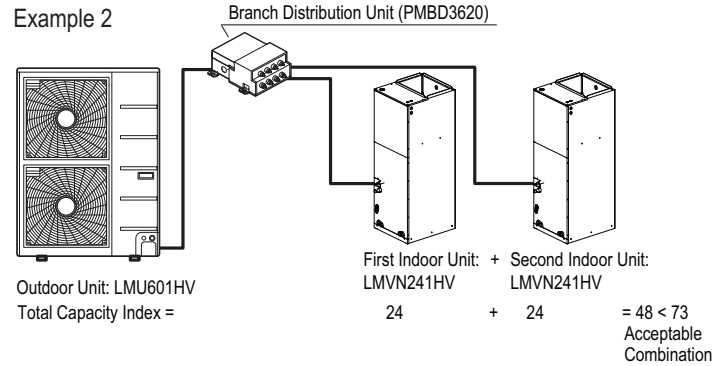 Example 2
Branch Distribution Unit (PMBD3620)
First Indoor Unit: + Second Indoor Unit:
LMVN241HV LMVN241HV
Outdoor Unit: LMU601HV
Total Capacity Index = 24 + 24 = 48 < 73
Acceptable
Combination